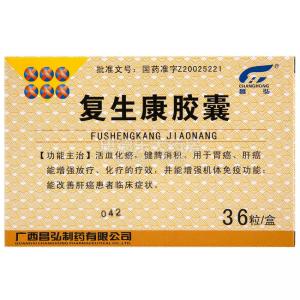 批准文号：国药准字Z20025221
CHANGHONG
昌弘
复生康胶囊
FUSHENGKANG JIAONANG
【功能主治】活血化瘀，健脾消积。用于胃癌、肝癌
能增强放疗、化疗的疗效，并能增强机体免疫功能；
能改善肝癌患者临床症状。
042
36粒/盒
广西昌弘制药有限公司